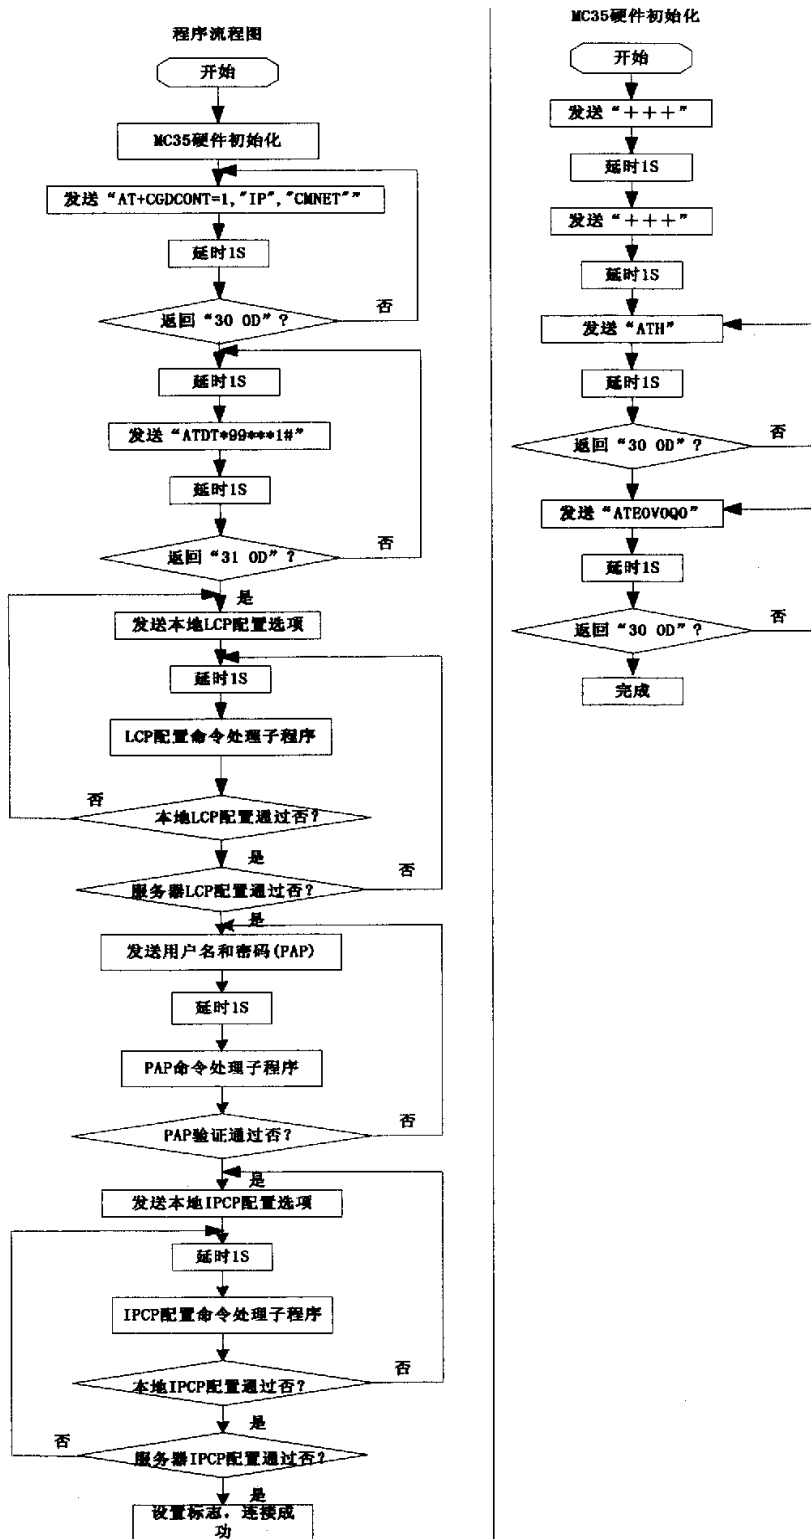 程序流程图
开始
MC35硬件初始化
发送“AT+CGDCONT=1,"IP","CMNET"”
延时1S
返回“30 0D”?
否
延时1S
发送“ATDT*99***1#”
延时1S
返回“31 0D”?
否
是
发送本地LCP配置选项
延时1S
LCP配置命令处理子程序
否
本地LCP配置通过否?
是
否
服务器LCP配置通过否?
是
发送用户名和密码(PAP)
延时1S
PAP命令处理子程序
否
PAP验证通过否?
是
发送本地IPCP配置选项
延时1S
IPCP配置命令处理子程序
否
本地IPCP配置通过否?
是
否
服务器IPCP配置通过否?
是
设置标志,连接成
功
MC35硬件初始化
开始
发送“+++”
延时1S
发送“+++”
延时1S
发送“ATH”
延时1S
否
返回“30 0D”?
发送“ATE0V0Q0”
延时1S
否
返回“30 0D”?
完成